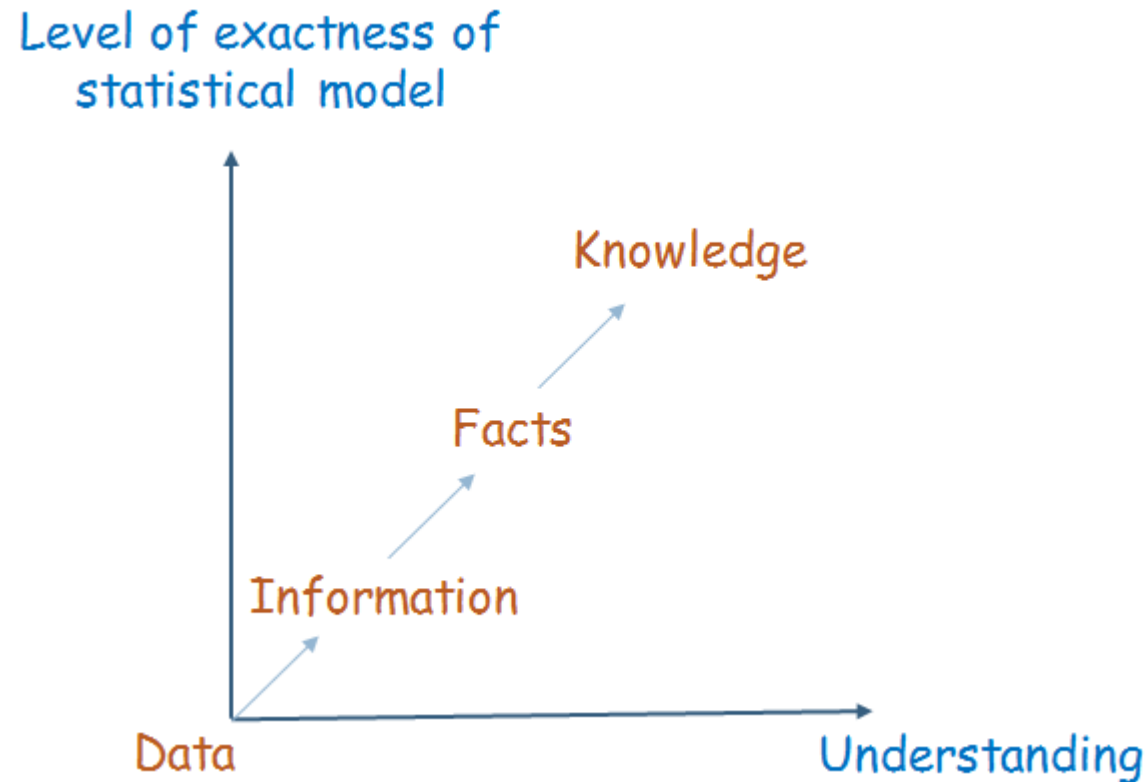 Level of exactness of
statistical model
Knowledge
Facts
Information
Data
Understanding